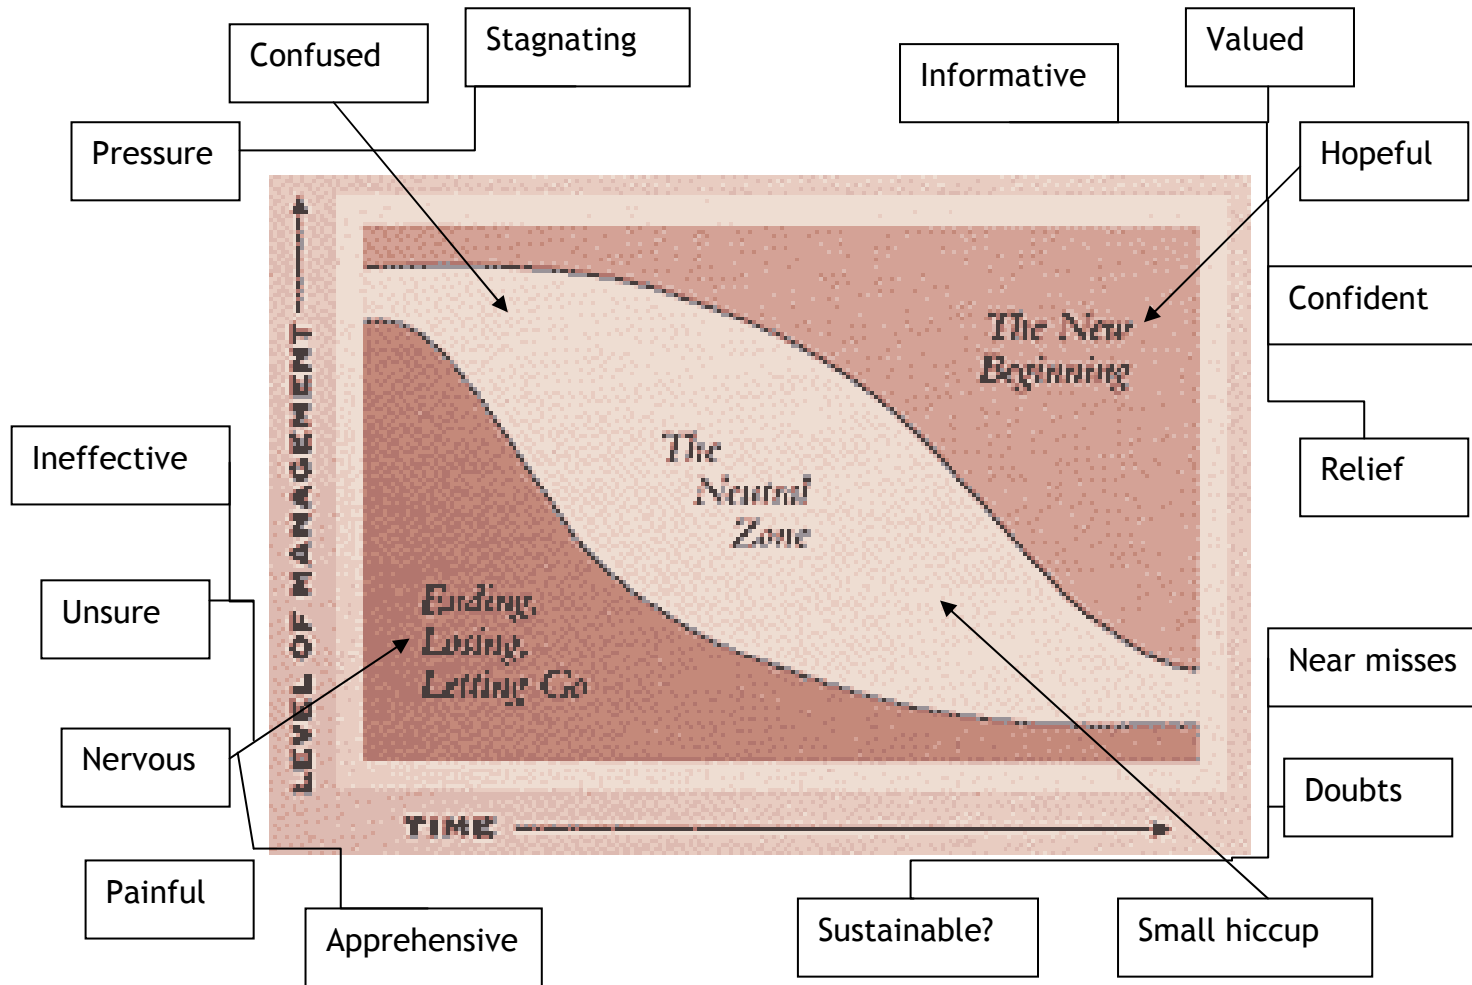 Confused
Stagnating
Informative
Valued
Pressure
Hopeful
Confident
The New
Beginning
The
Neutral
Zone
Ineffective
Relief
Unsure
Ending,
Losing,
Letting Go
LEVEL OF MANAGEMENT
Near misses
Nervous
Doubts
TIME
Painful
Apprehensive
Sustainable?
Small hiccup